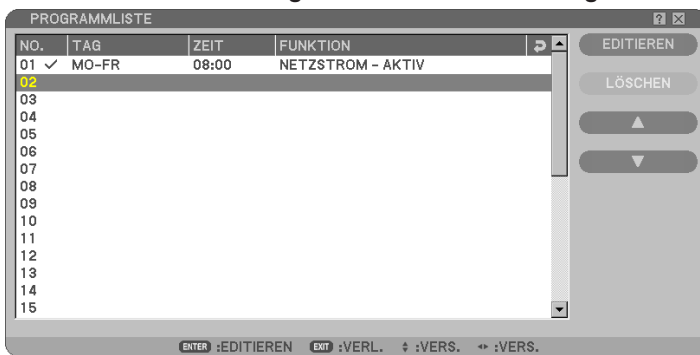 PROGRAMMLISTE
NO. TAG ZEIT FUNKTION
EDITIEREN
01 ✓ MO-FR 08:00 NETZSTROM - AKTIV
02
LÖSCHEN
03
04
05
06
07
08
09
10
11
12
13
14
15
ENTER :EDITIEREN EXIT :VERL. :VERS. :VERS.